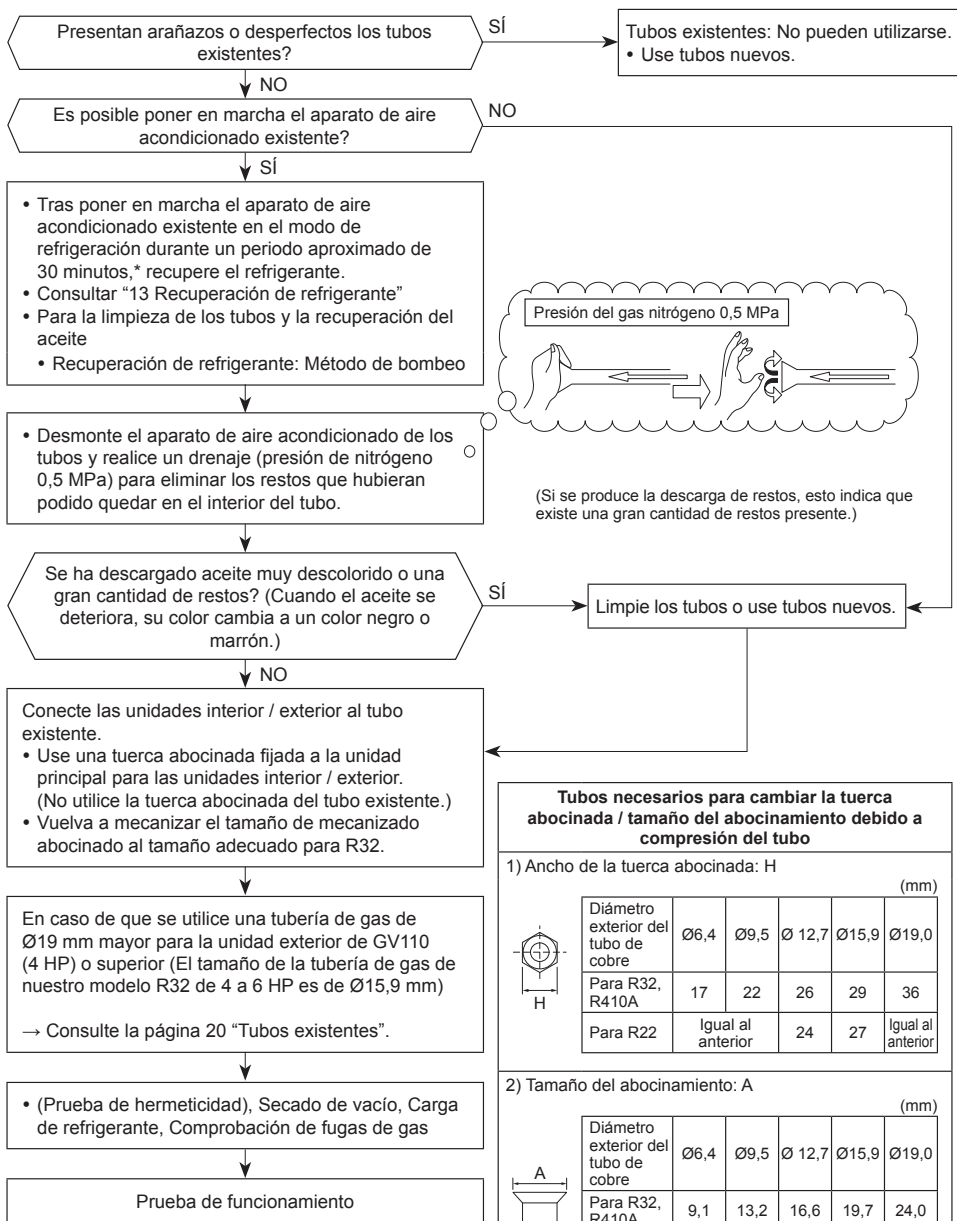 Presentan arañazos o desperfectos los tubos
existentes?
SÍ
Tubos existentes: No pueden utilizarse.
• Use tubos nuevos.
NO
Es posible poner en marcha el aparato de aire
acondicionado existente?
NO
SÍ
• Tras poner en marcha el aparato de aire
acondicionado existente en el modo de
refrigeración durante un periodo aproximado de
30 minutos,* recupere el refrigerante.
• Consultar “13 Recuperación de refrigerante”
• Para la limpieza de los tubos y la recuperación del
aceite
• Recuperación de refrigerante: Método de bombeo
Presión del gas nitrógeno 0,5 MPa
• Desmonte el aparato de aire acondicionado de los
tubos y realice un drenaje (presión de nitrógeno
0,5 MPa) para eliminar los restos que hubieran
podido quedar en el interior del tubo.
(Si se produce la descarga de restos, esto indica que
existe una gran cantidad de restos presente.)
Se ha descargado aceite muy descolorido o una
gran cantidad de restos? (Cuando el aceite se
deteriora, su color cambia a un color negro o
marrón.)
SÍ
Limpie los tubos o use tubos nuevos.
NO
Conecte las unidades interior / exterior al tubo
existente.
• Use una tuerca abocinada fijada a la unidad
principal para las unidades interior / exterior.
(No utilice la tuerca abocinada del tubo existente.)
• Vuelva a mecanizar el tamaño de mecanizado
abocinado al tamaño adecuado para R32.
En caso de que se utilice una tubería de gas de
Ø19 mm mayor para la unidad exterior de GV110
(4 HP) o superior (El tamaño de la tubería de gas de
nuestro modelo R32 de 4 a 6 HP es de Ø15,9 mm)
→ Consulte la página 20 “Tubos existentes”.
• (Prueba de hermeticidad), Secado de vacío, Carga
de refrigerante, Comprobación de fugas de gas
Prueba de funcionamiento
Tubos necesarios para cambiar la tuerca
abocinada / tamaño del abocinamiento debido a
compresión del tubo
1) Ancho de la tuerca abocinada: H
(mm)
H
Diámetro
exterior del
tubo de
cobre
Ø6,4 Ø9,5 Ø 12,7 Ø15,9 Ø19,0
Para R32,
R410A
17 22 26 29 36
Para R22
Igual al
anterior
24 27
Igual al
anterior
2) Tamaño del abocinamiento: A
(mm)
A
Diámetro
exterior del
tubo de
cobre
Ø6,4 Ø9,5 Ø 12,7 Ø15,9 Ø19,0
Para R32,
R410A
9,1 13,2 16,6 19,7 24,0